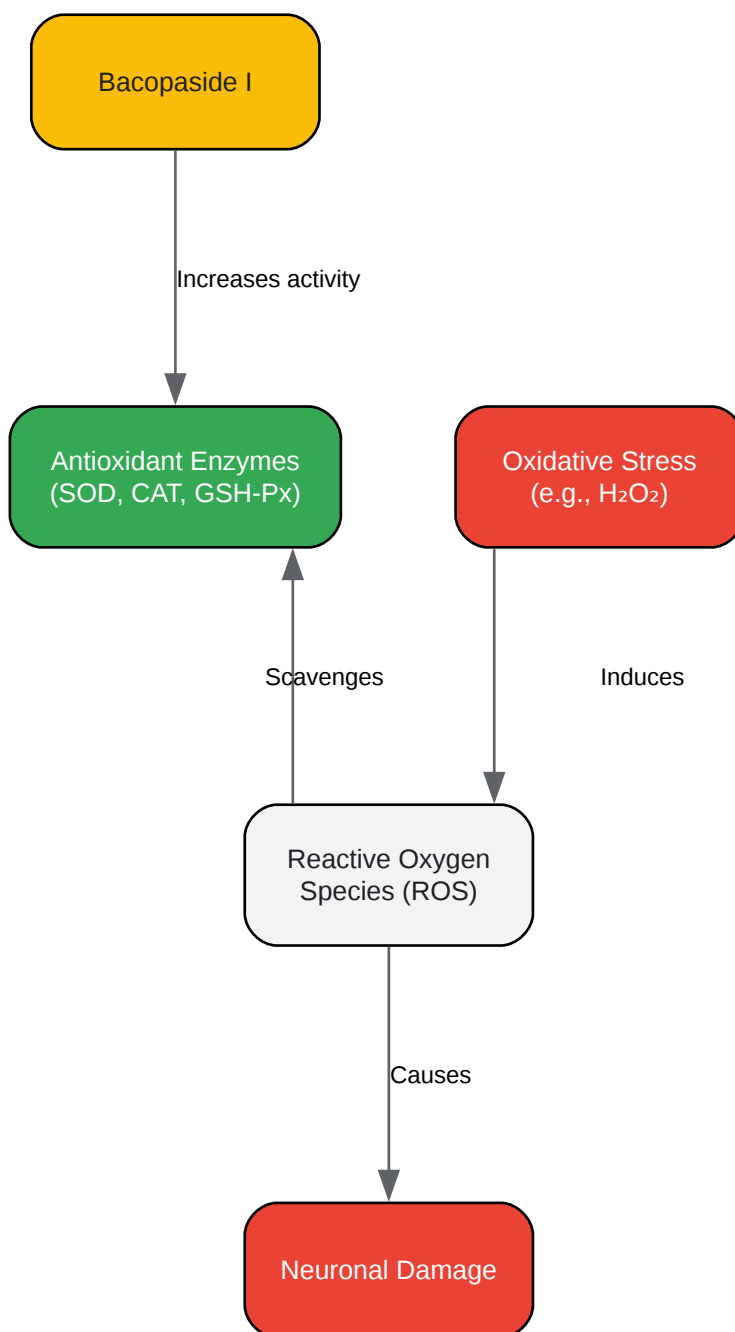 Bacopaside I
Increases activity
Antioxidant Enzymes
(SOD, CAT, GSH-Px)
Oxidative Stress
(e.g., H₂O₂)
Scavenges
Induces
Reactive Oxygen
Species (ROS)
Causes
Neuronal Damage